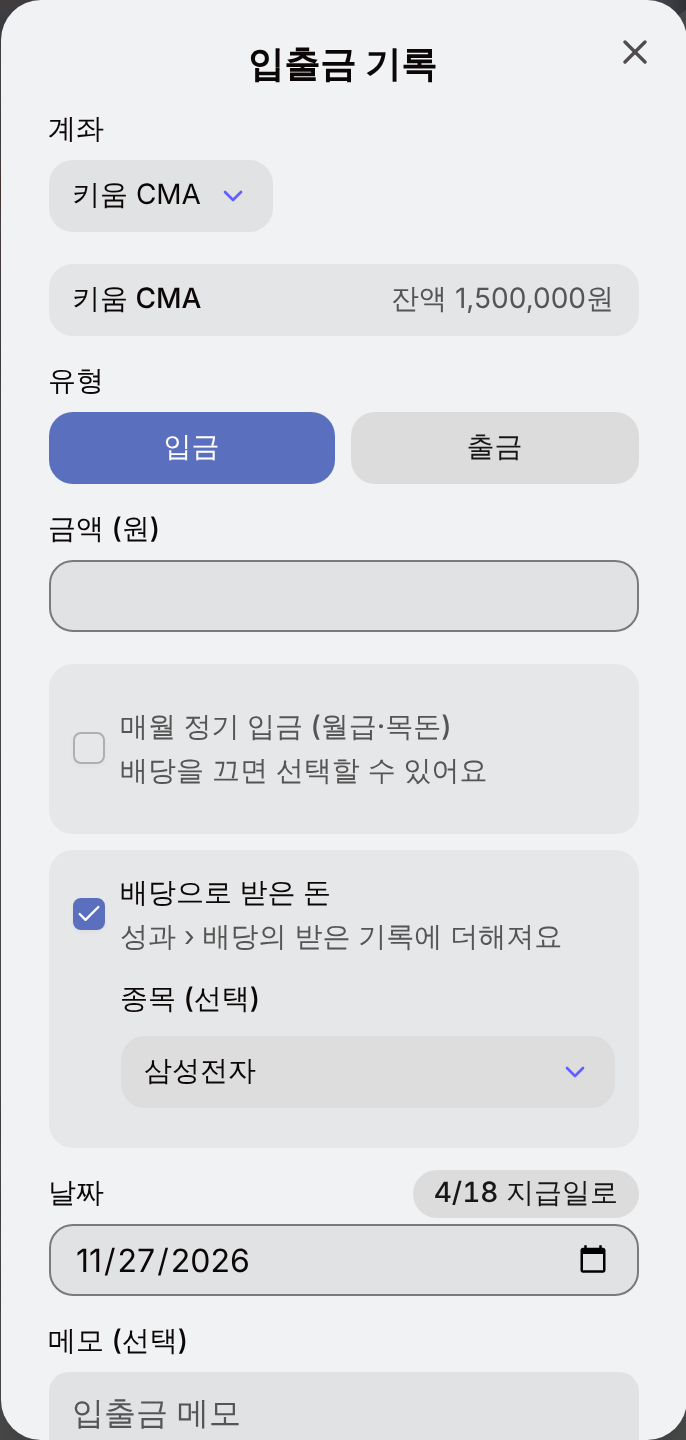 입출금 기록
계좌
키움 CMA
키움 CMA 잔액 1,500,000원
유형
입금 출금
금액 (원)
매월 정기 입금 (월급·목돈)
배당을 끄면 선택할 수 있어요
배당으로 받은 돈
성과 › 배당의 받은 기록에 더해져요
종목 (선택)
삼성전자
날짜 4/18 지급일로
11/27/2026
메모 (선택)
입출금 메모